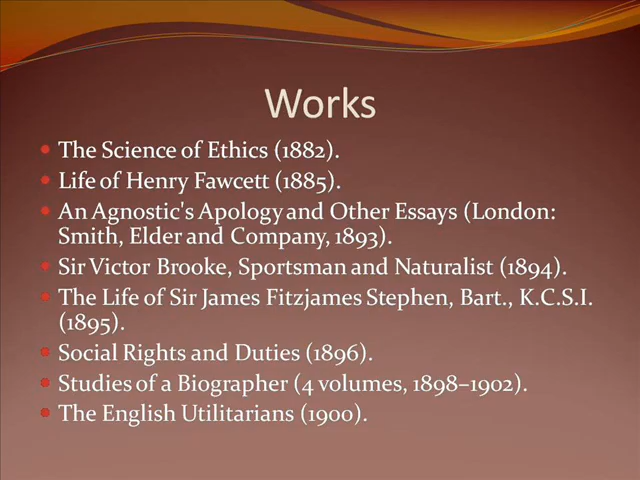 Works
The Science of Ethics (1882).
Life of Henry Fawcett (1885).
An Agnostic's Apology and Other Essays (London:
Smith, Elder and Company, 1893).
Sir Victor Brooke, Sportsman and Naturalist (1894).
The Life of Sir James Fitzjames Stephen, Bart., K.C.S.I.
(1895).
Social Rights and Duties (1896).
Studies of a Biographer (4 volumes, 1898–1902).
The English Utilitarians (1900).